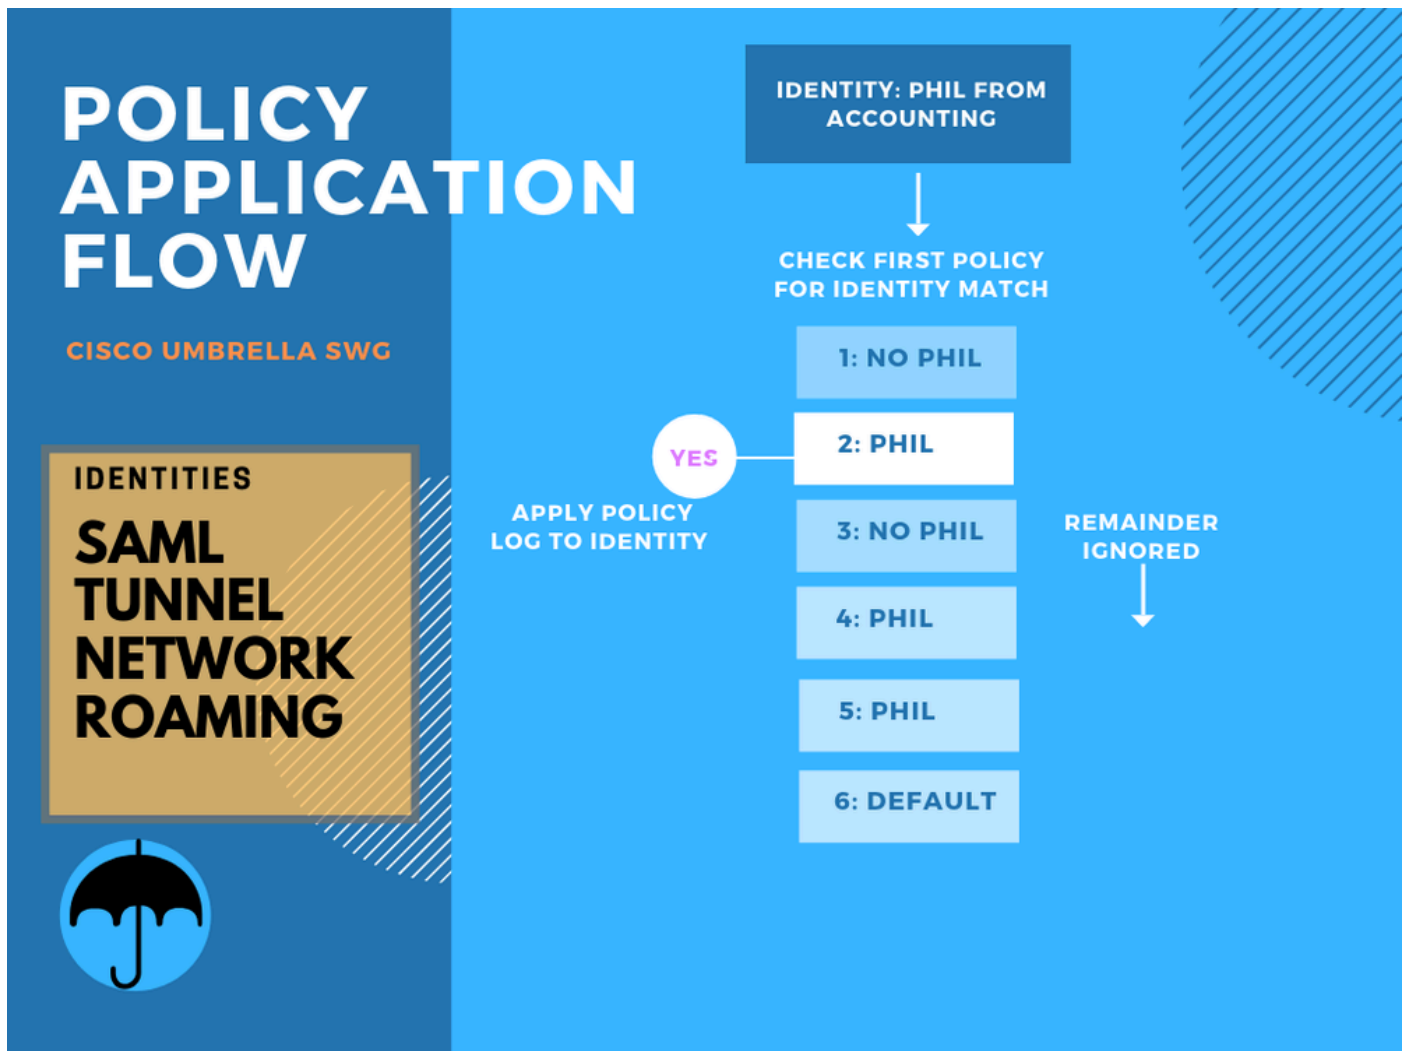 POLICY
APPLICATION
FLOW
CISCO UMBRELLA SWG
IDENTITIES
SAML
TUNNEL
NETWORK
ROAMING
IDENTITY: PHIL FROM
ACCOUNTING
CHECK FIRST POLICY
FOR IDENTITY MATCH
1: NO PHIL
2: PHIL
YES
APPLY POLICY
LOG TO IDENTITY
3: NO PHIL
REMAINDER
IGNORED
4: PHIL
5: PHIL
6: DEFAULT